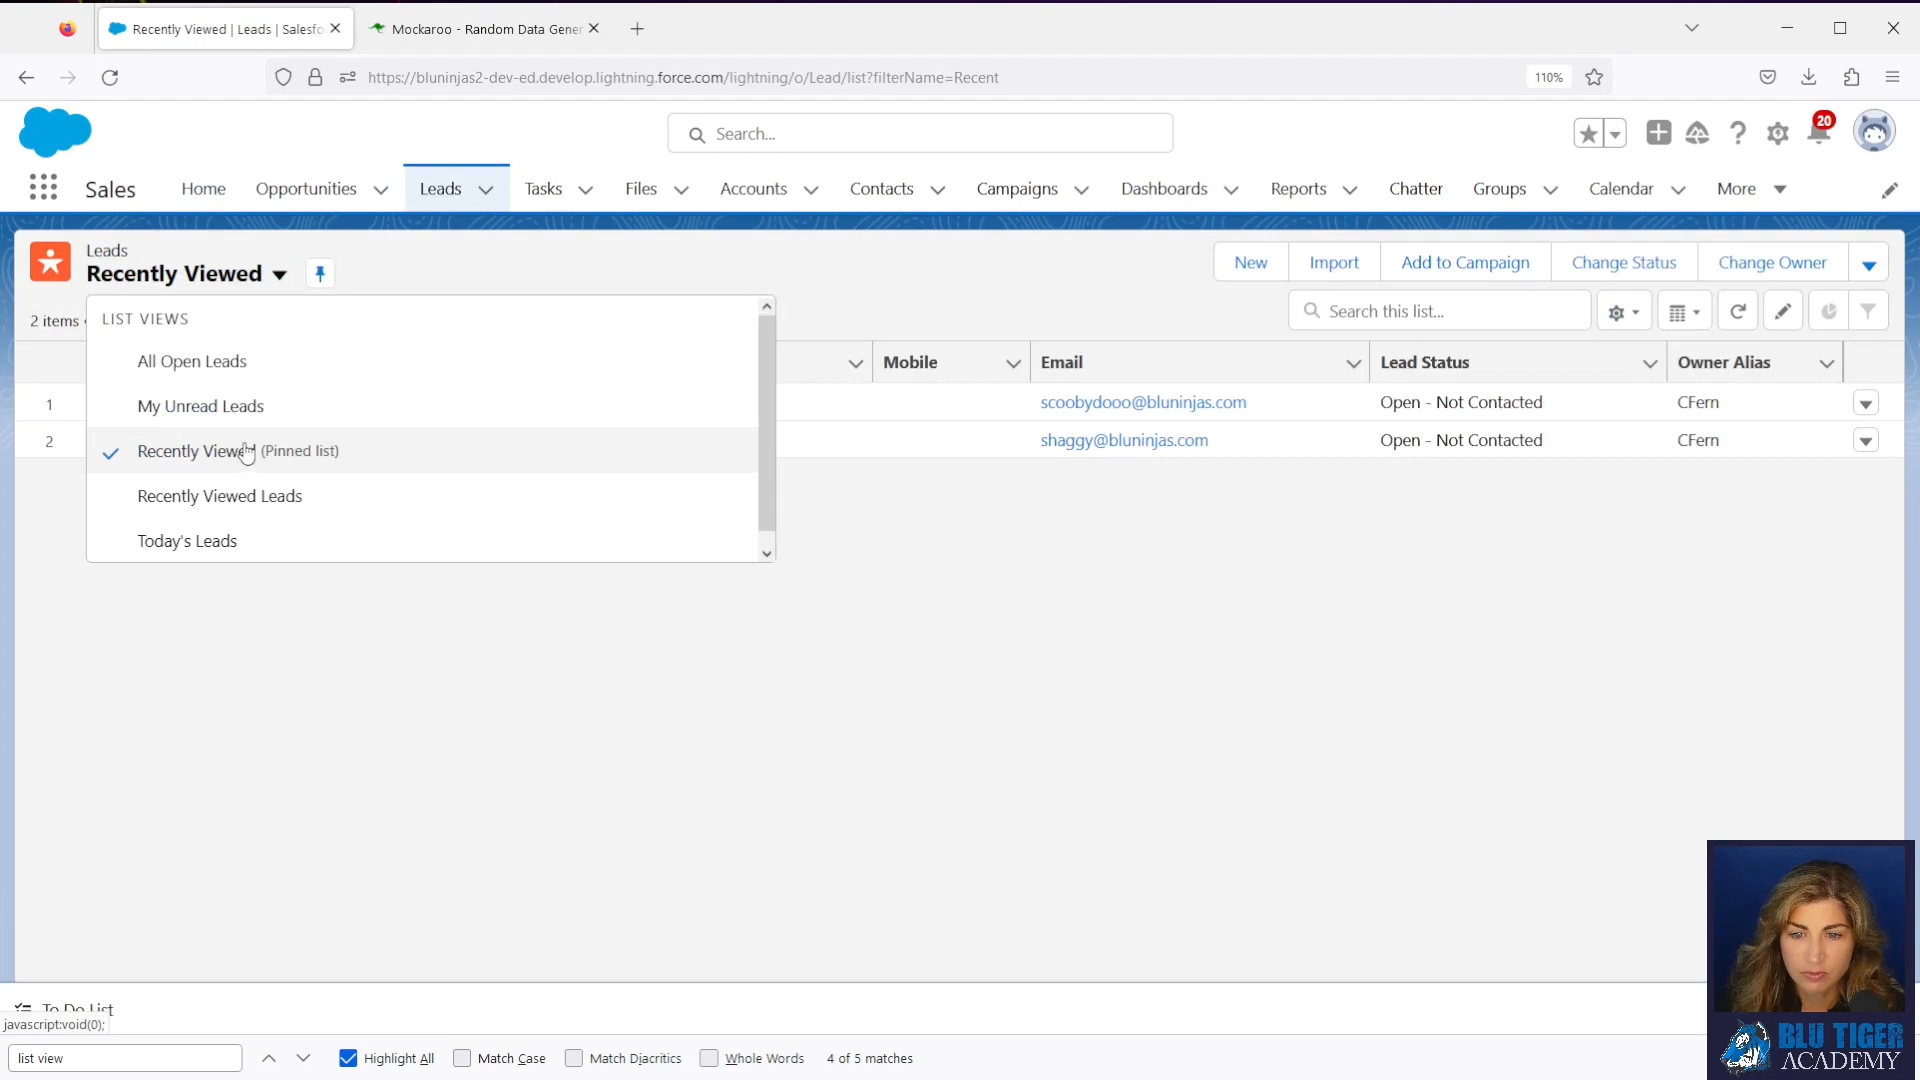 Recently Viewed | Leads | Salesfo
Mockaroo - Random Data Gener
https://bluninjas2-dev-ed.develop.lightning.force.com/lightning/o/Lead/list?filterName=Recent
110%
Search...
20
Sales
Home
Opportunities
Leads
Tasks
Files
Accounts
Contacts
Campaigns
Dashboards
Reports
Chatter
Groups
Calendar
More
Leads
Recently Viewed
New
Import
Add to Campaign
Change Status
Change Owner
2 items •
Search this list...
LIST VIEWS
All Open Leads
My Unread Leads
Recently Viewed (Pinned list)
Recently Viewed Leads
Today's Leads
Mobile
Email
Lead Status
Owner Alias
1
scoobydooo@bluninjas.com
Open - Not Contacted
CFern
2
shaggy@bluninjas.com
Open - Not Contacted
CFern
To Do List
javascript:void(0);
list view
Highlight All
Match Case
Match Diacritics
Whole Words
4 of 5 matches
BLU TIGER
ACADEMY